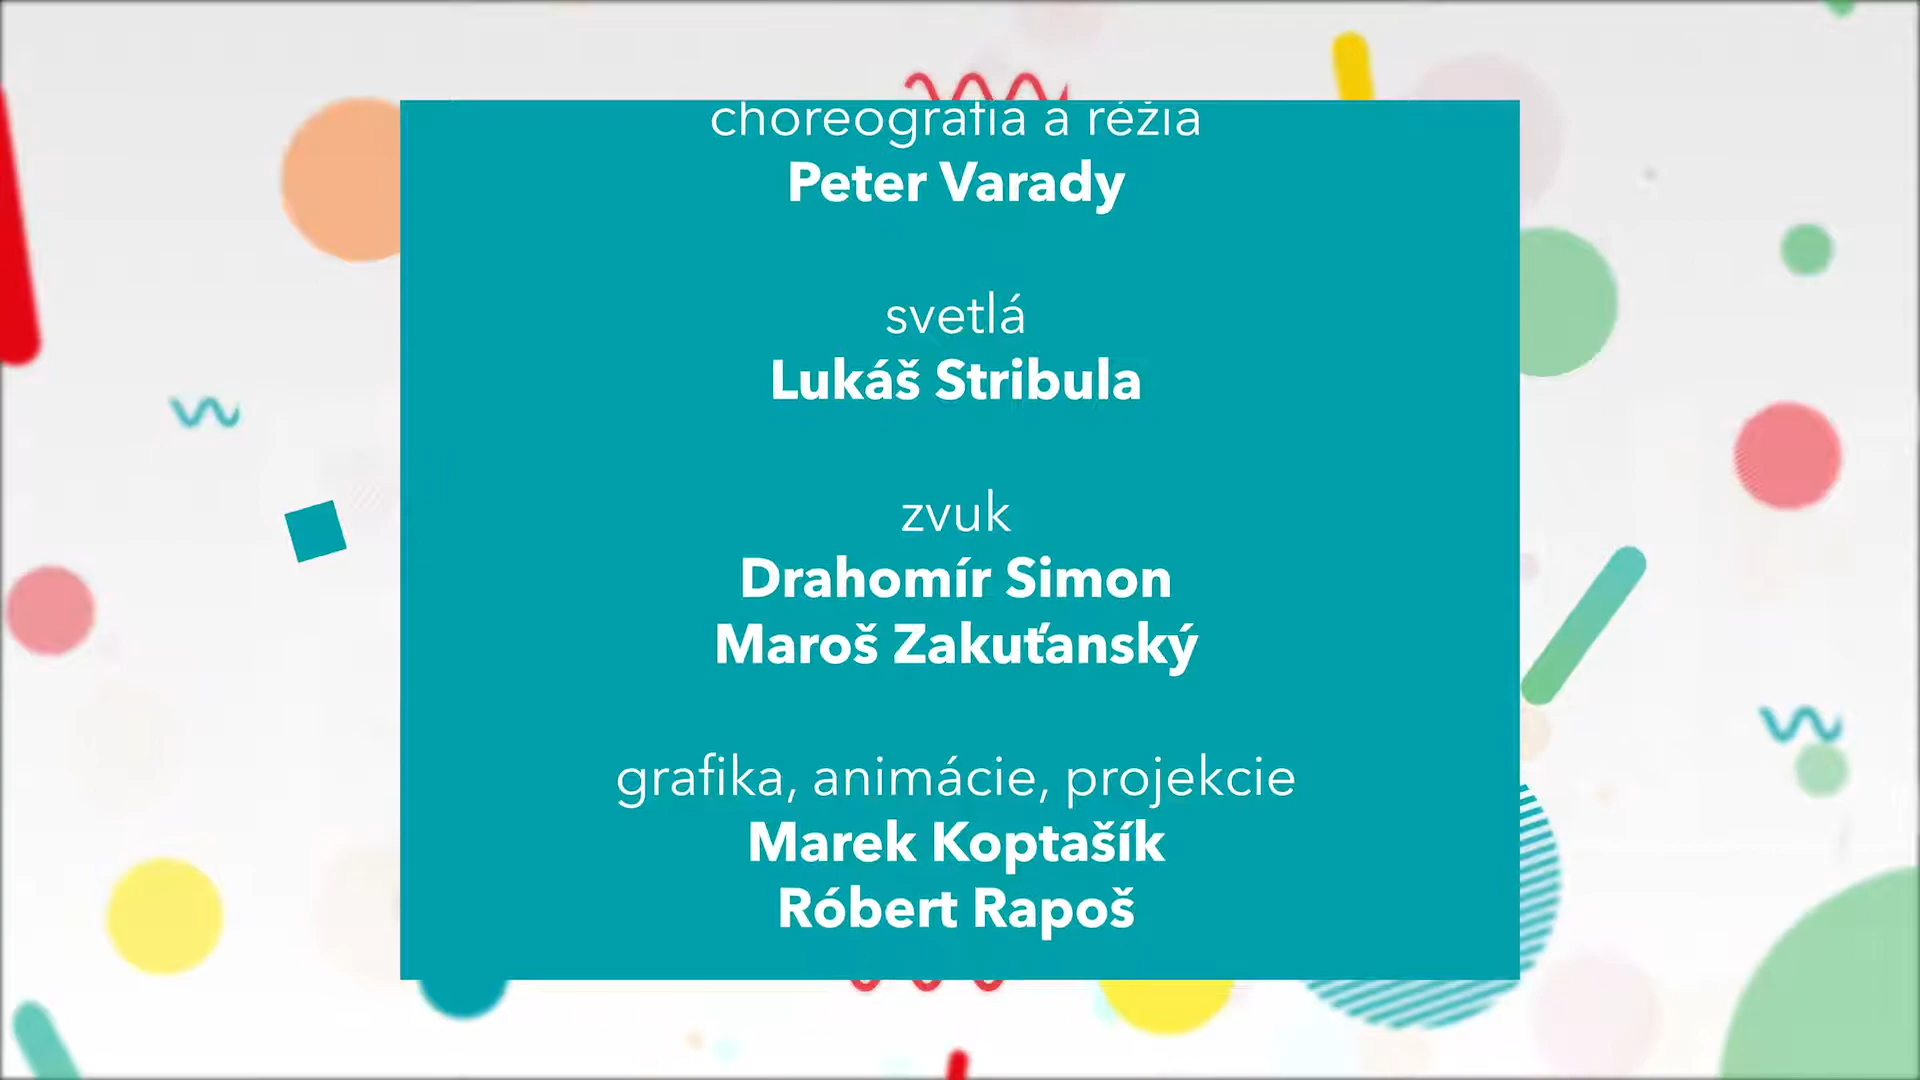 choreografia a réžia
Peter Varady
svetlá
Lukáš Stribula
zvuk
Drahomír Simon
Maroš Zakuťanský
grafika, animácie, projekcie
Marek Koptašík
Róbert Rapoš